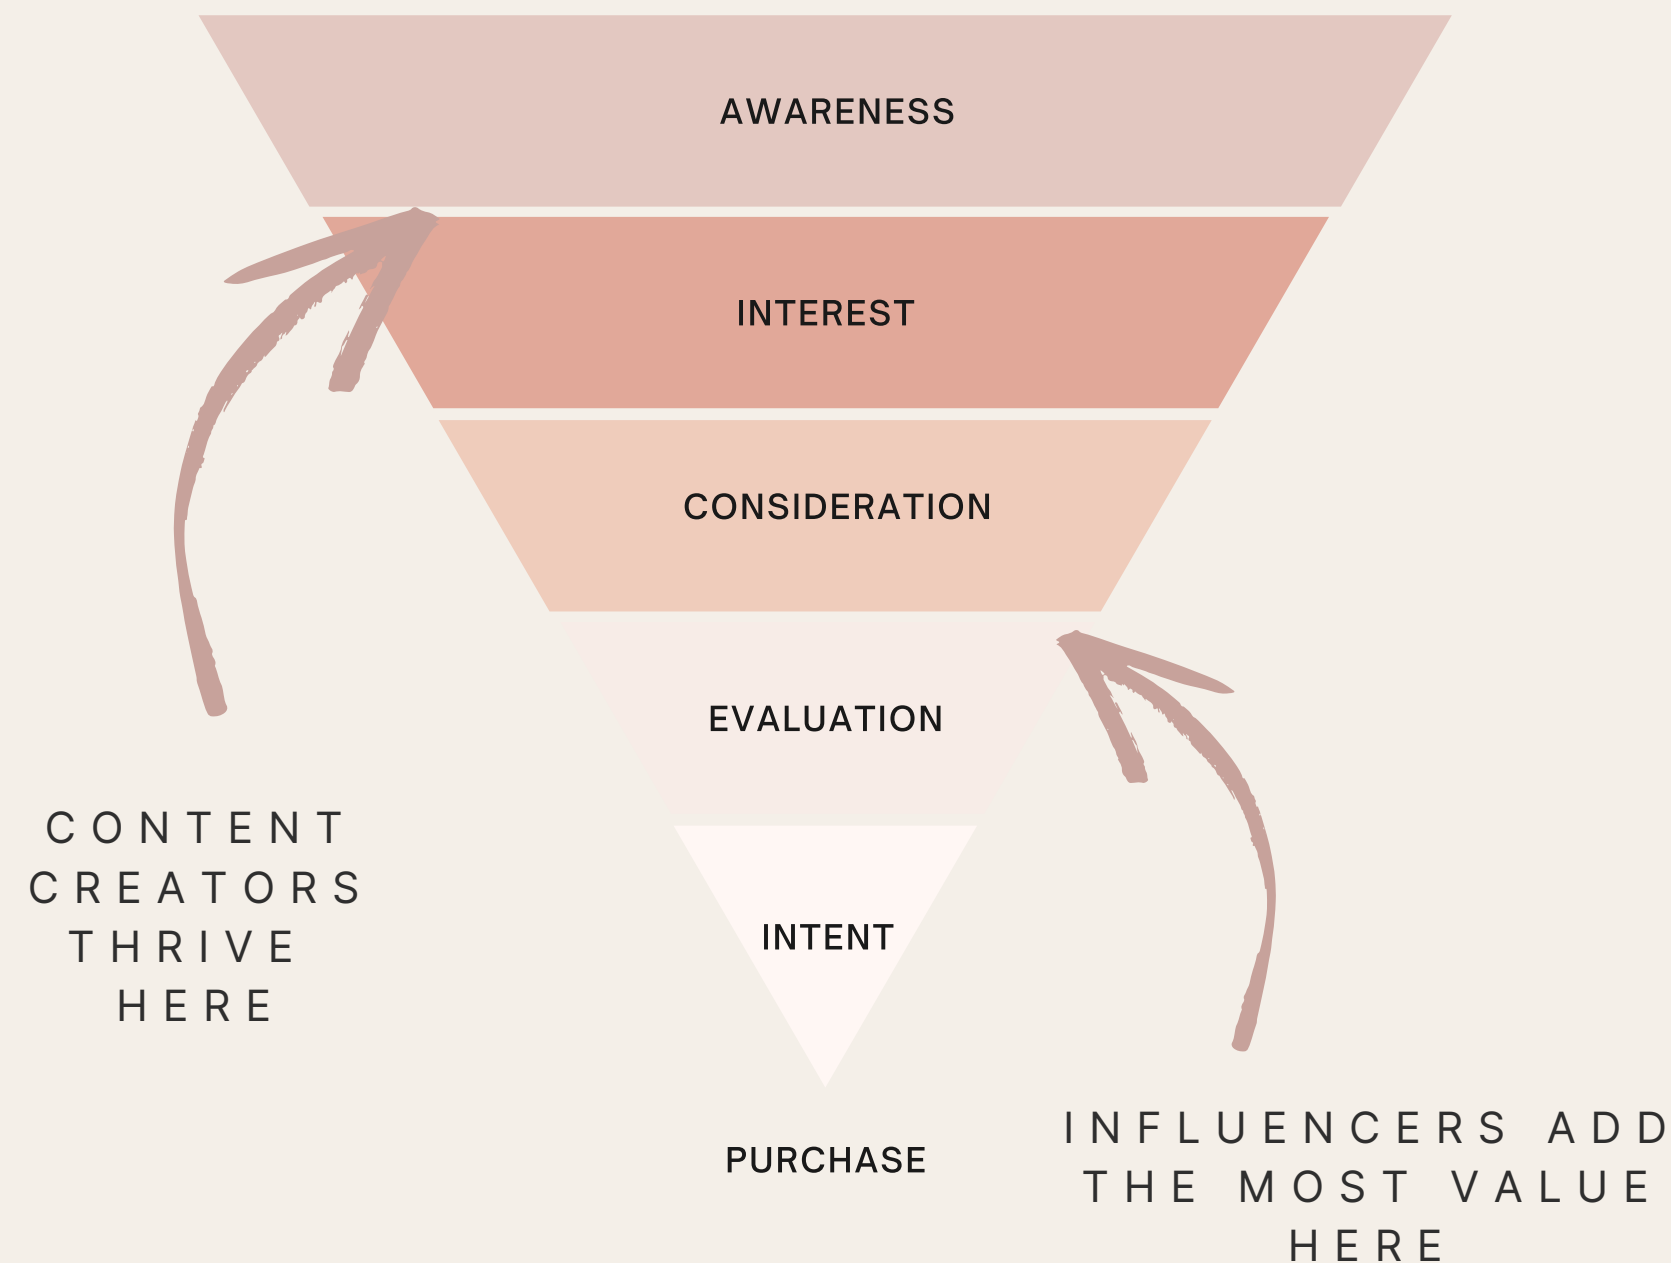 AWARENESS
INTEREST
CONSIDERATION
EVALUATION
INTENT
PURCHASE
CONTENT
CREATORS
THRIVE
HERE
INFLUENCERS ADD
THE MOST VALUE
HERE